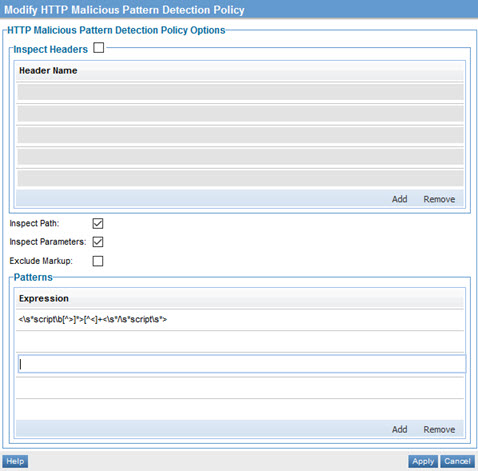 Modify HTTP Malicious Pattern Detection Policy
HTTP Malicious Pattern Detection Policy Options
Inspect Headers
Header Name
Add Remove
Inspect Path:
Inspect Parameters:
Exclude Markup:
Patterns
Expression
<\s*script\b[^>]*>[^<]+<\s*/\s*script\s*>
Add Remove
Help Apply Cancel